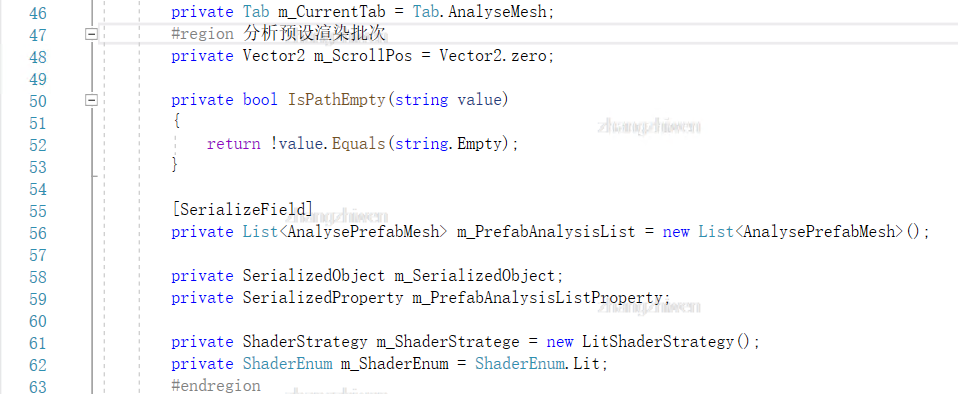 46 private Tab m_CurrentTab = Tab.AnalyseMesh;
47 #region 分析预设渲染批次
48 private Vector2 m_ScrollPos = Vector2.zero;
49
50 private bool IsPathEmpty(string value)
51 {
zhangzhiwen
52 return !value.Equals(string.Empty);
53 }
54
55 [SerializeField]
zhangzhiwen
56 private List<AnalysePrefabMesh> m_PrefabAnalysisList = new List<AnalysePrefabMesh>();
57
58 private SerializedObject m_SerializedObject;
59 private SerializedProperty m_PrefabAnalysisListProperty;
zhangzhiwen
60
61 private ShaderStrategy m_ShaderStratege = new LitShaderStrategy();
62 private ShaderEnum m_ShaderEnum = ShaderEnum.Lit;
63 #endregion